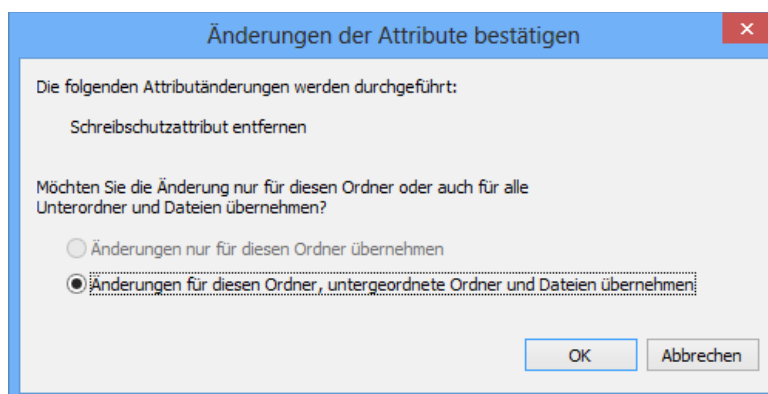 Änderungen der Attribute bestätigen
Die folgenden Attributänderungen werden durchgeführt:
Schreibschutzattribut entfernen
Möchten Sie die Änderung nur für diesen Ordner oder auch für alle
Unterordner und Dateien übernehmen?
Änderungen nur für diesen Ordner übernehmen
Änderungen für diesen Ordner, untergeordnete Ordner und Dateien übernehmen
OK Abbrechen